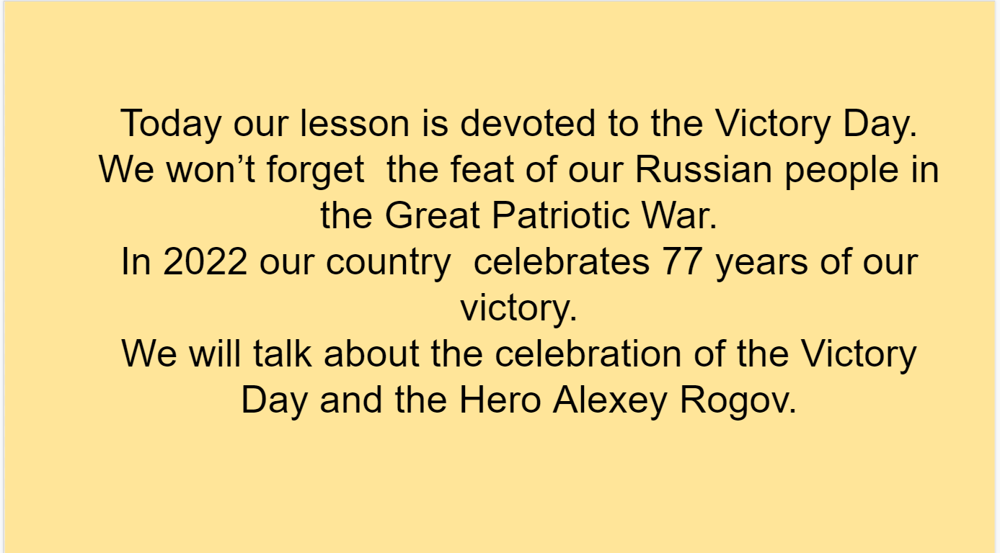 Today our lesson is devoted to the Victory Day.
We won’t forget  the feat of our Russian people in
the Great Patriotic War.
In 2022 our country  celebrates 77 years of our
victory.
We will talk about the celebration of the Victory
Day and the Hero Alexey Rogov.